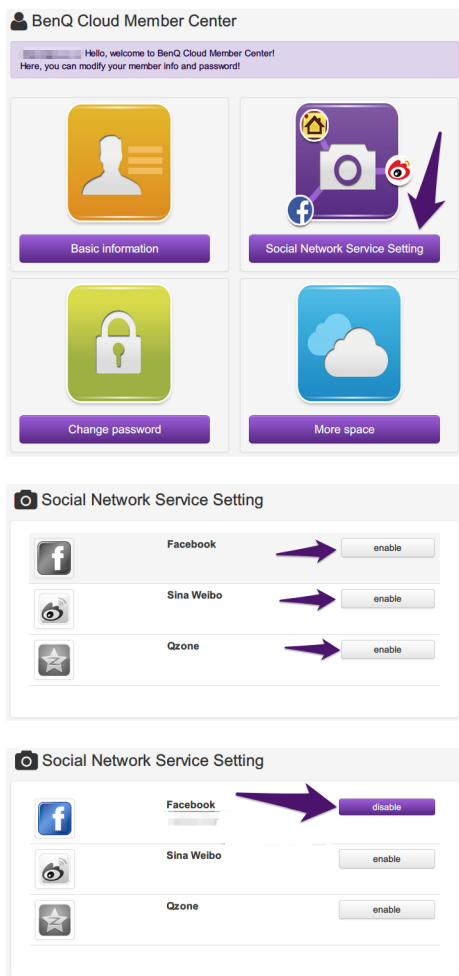 BenQ Cloud Member Center
Hello, welcome to BenQ Cloud Member Center!
Here, you can modify your member info and password!
Basic information
Social Network Service Setting
Change password
More space
Social Network Service Setting
Facebook
enable
Sina Weibo
enable
Qzone
enable
Social Network Service Setting
Facebook
disable
Sina Weibo
enable
Qzone
enable